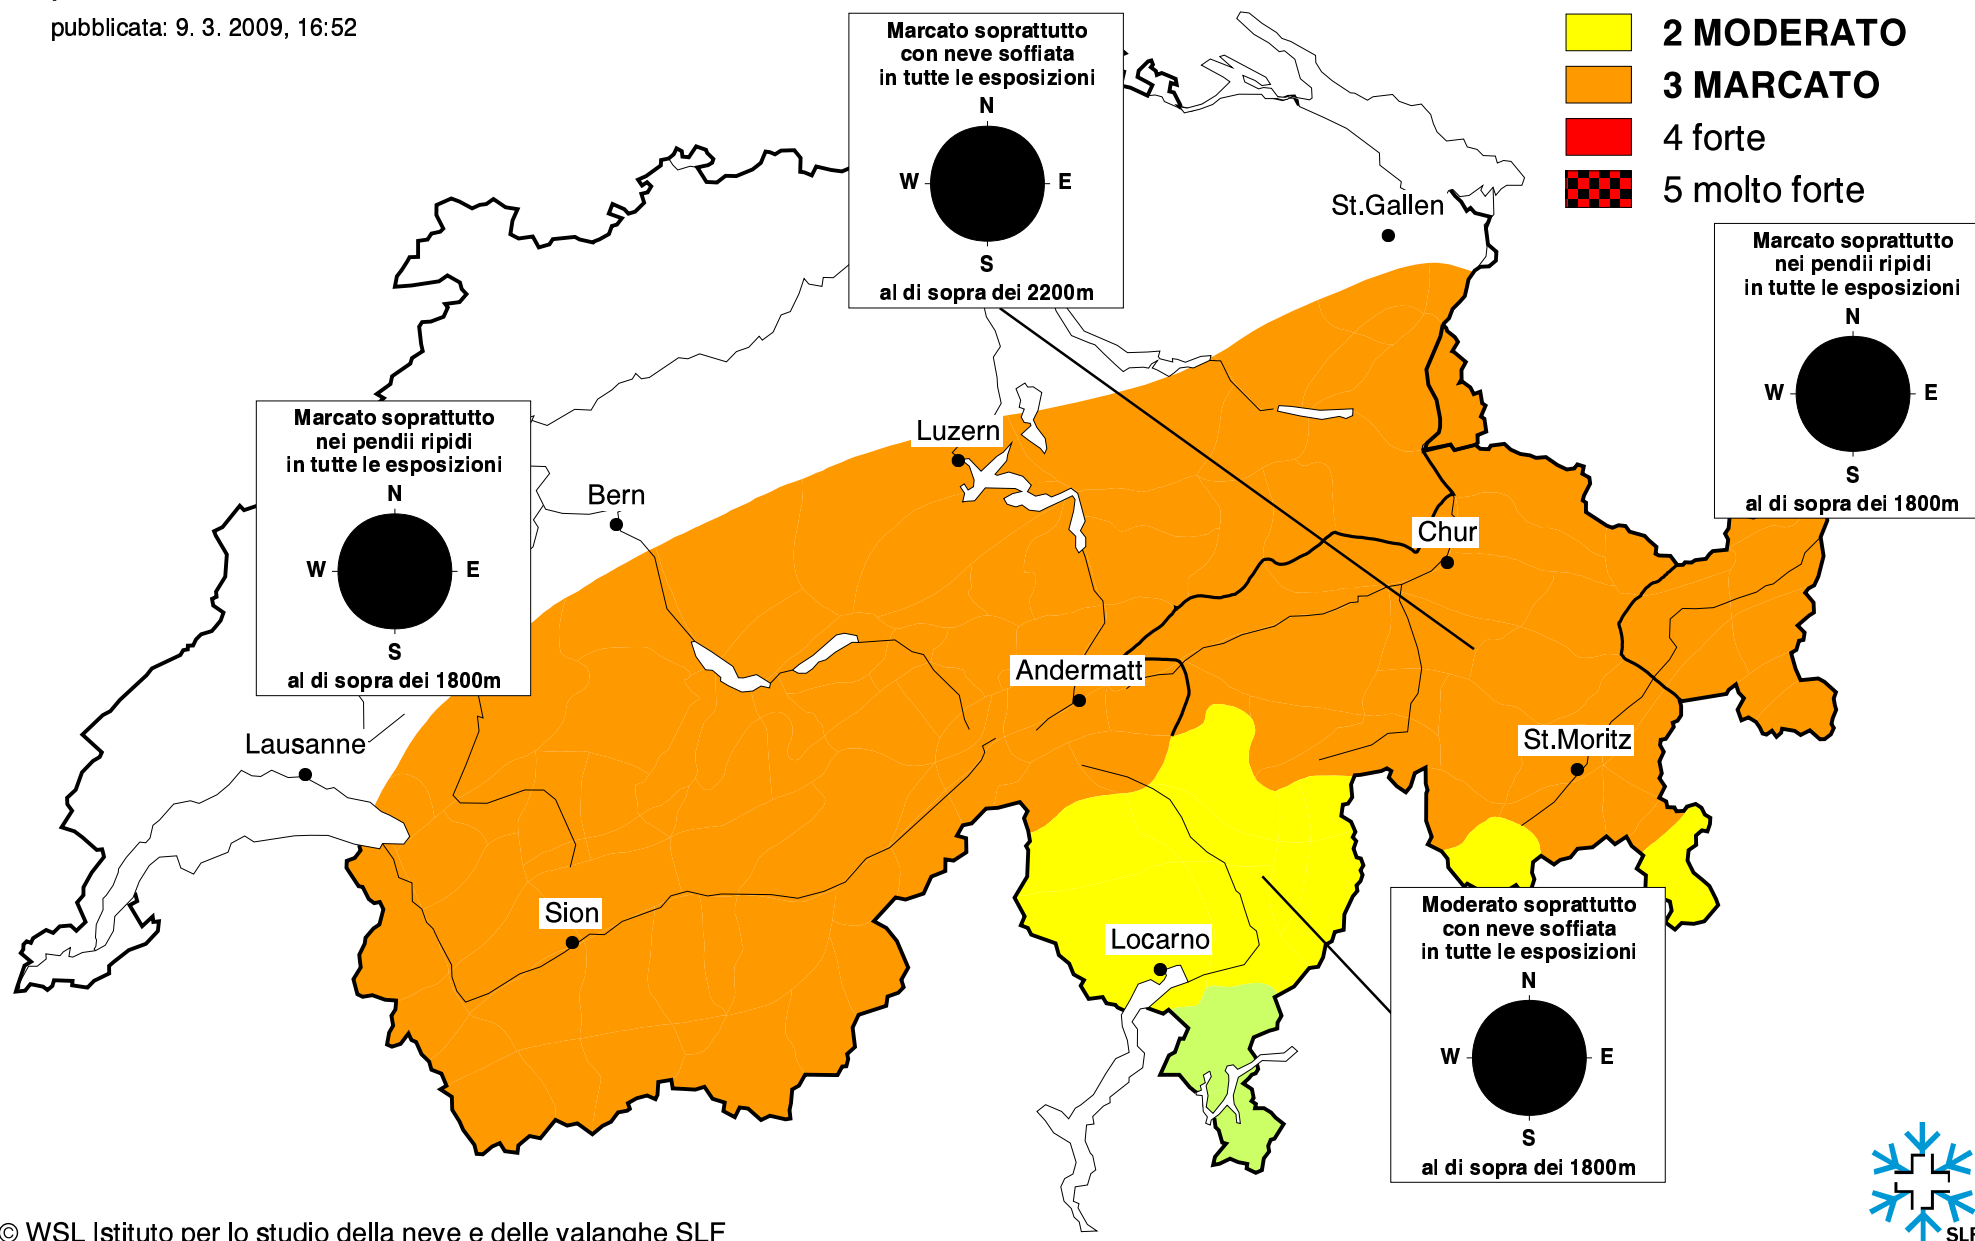 pubblicata: 9. 3. 2009, 16:52
2 MODERATO
3 MARCATO
4 forte
5 molto forte
Marcato soprattutto
con neve soffiata
in tutte le esposizioni
N
W E
S
al di sopra dei 2200m
St.Gallen
Marcato soprattutto
nei pendii ripidi
in tutte le esposizioni
N
W E
S
al di sopra dei 1800m
Marcato soprattutto
nei pendii ripidi
in tutte le esposizioni
N
W E
S
al di sopra dei 1800m
Luzern
Bern
Chur
Andermatt
Lausanne
St.Moritz
Sion
Locarno
Moderato soprattutto
con neve soffiata
in tutte le esposizioni
N
W E
S
al di sopra dei 1800m
© WSL Istituto per lo studio della neve e delle valanghe SLF
SLF